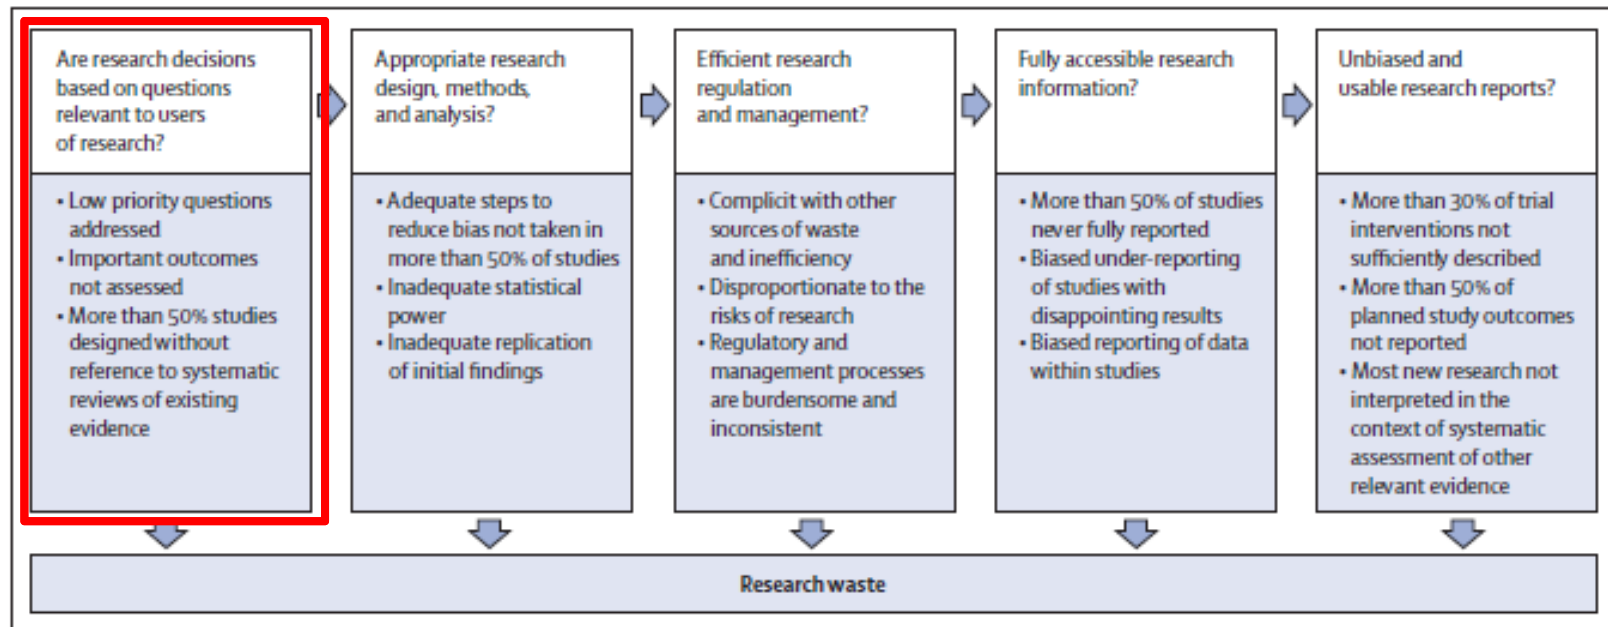 Are research decisions
based on questions
relevant to users
of research?
• Low priority questions
addressed
• Important outcomes
not assessed
• More than 50% studies
designed without
reference to systematic
reviews of existing
evidence
Appropriate research
design, methods,
and analysis?
• Adequate steps to
reduce bias not taken in
more than 50% of studies
• Inadequate statistical
power
• Inadequate replication
of initial findings
Efficient research
regulation
and management?
• Complicit with other
sources of waste
and inefficiency
• Disproportionate to the
risks of research
• Regulatory and
management processes
are burdensome and
inconsistent
Fully accessible research
information?
• More than 50% of studies
never fully reported
• Biased under-reporting
of studies with
disappointing results
• Biased reporting of data
within studies
Unbiased and
usable research reports?
• More than 30% of trial
interventions not
sufficiently described
• More than 50% of
planned study outcomes
not reported
• Most new research not
interpreted in the
context of systematic
assessment of other
relevant evidence
Research waste